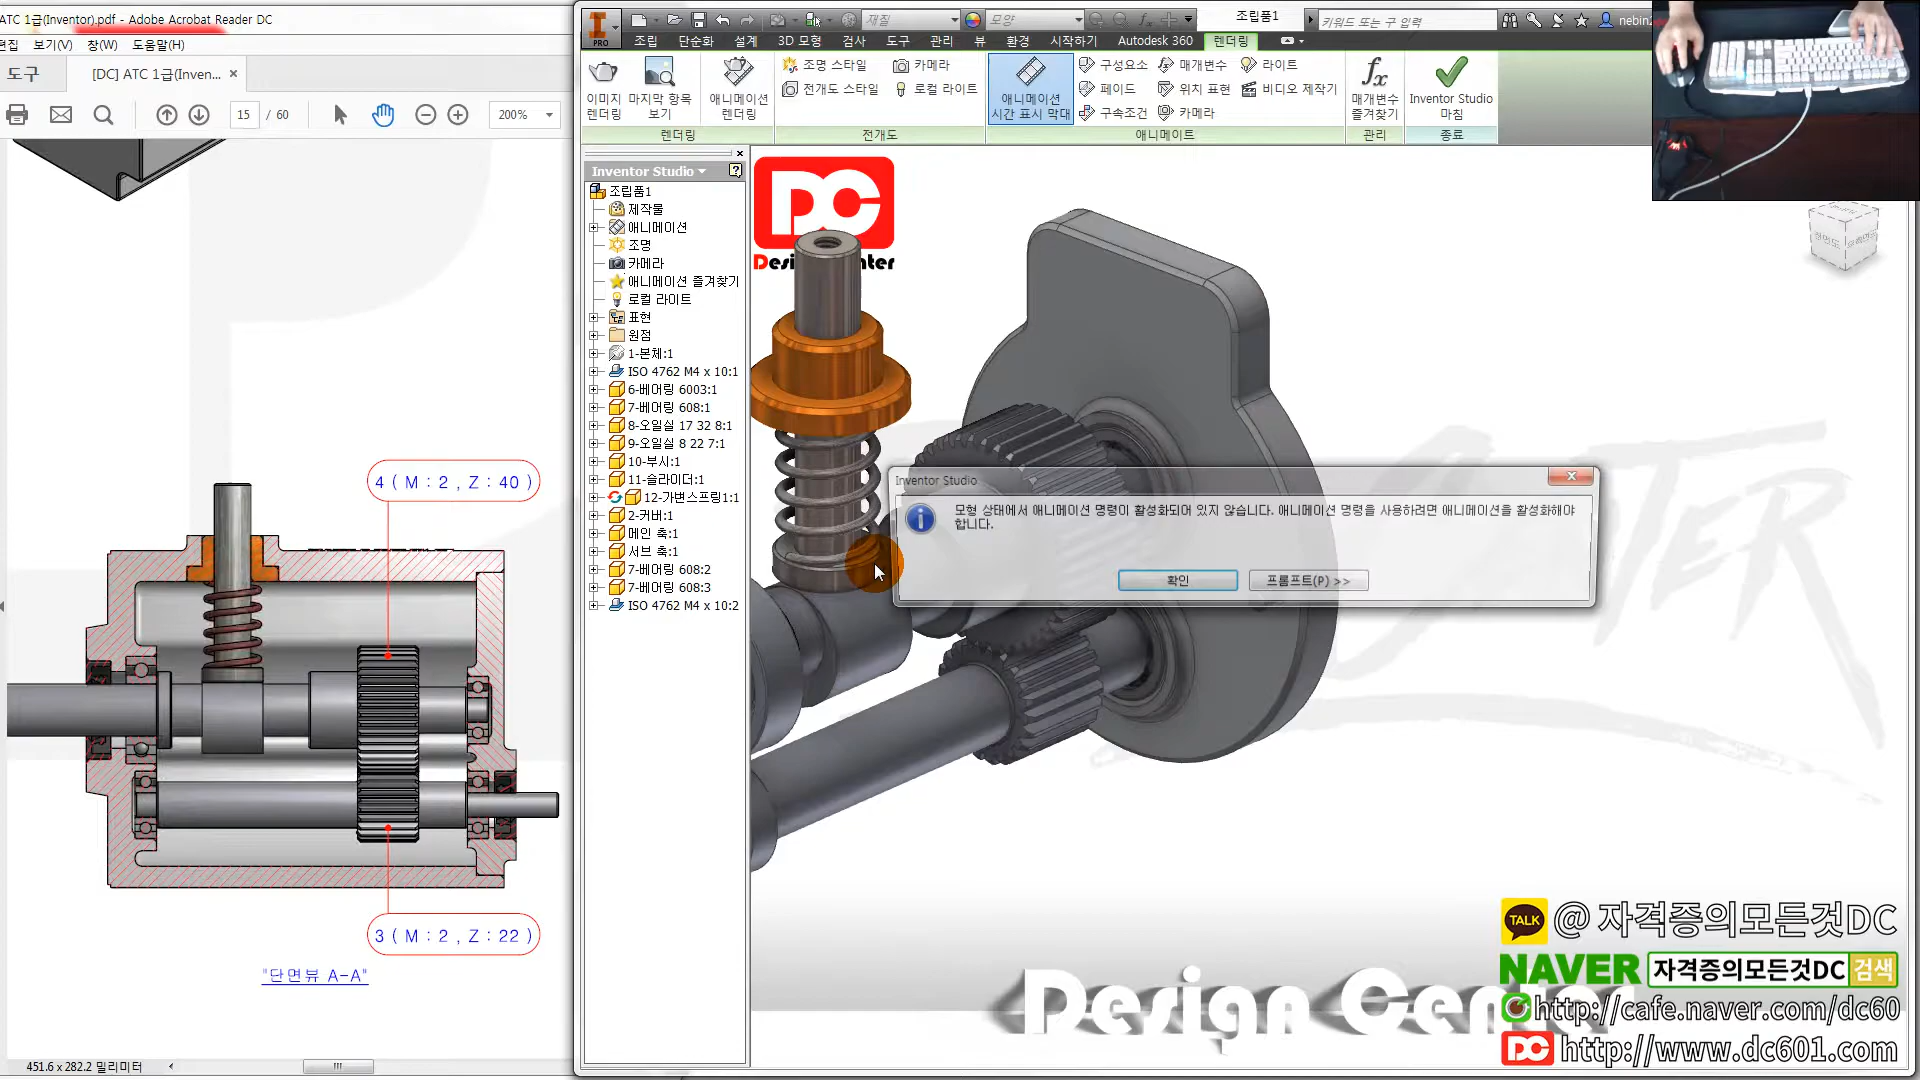 ATC 1급(Inventor).pdf - Adobe Acrobat Reader DC
편집 보기(V) 창(W) 도움말(H)
도구 [DC] ATC 1급(Inven... ×
15 / 60 200%
4 ( M : 2 , Z : 40 )
3 ( M : 2 , Z : 22 )
"단면뷰 A-A"
451.6 x 282.2 밀리미터
PRO
재질 모양 조립품1 키워드 또는 구 입력 nebin2
조립 단순화 설계 3D 모형 검사 도구 관리 뷰 환경 시작하기 Autodesk 360 렌더링
이미지 렌더링
마지막 항목 보기
애니메이션 렌더링
조명 스타일 카메라
전개도 스타일 로컬 라이트
애니메이션 시간 표시 막대
구성요소 매개변수 라이트
페이드 위치 표현 비디오 제작기
구속조건 카메라
매개변수 즐겨찾기
Inventor Studio 마침
렌더링 전개도 애니메이트 관리 종료
Inventor Studio
조립품1
제작물
애니메이션
조명
카메라
애니메이션 즐겨찾기
로컬 라이트
표현
원점
1-본체:1
ISO 4762 M4 x 10:1
6-베어링 6003:1
7-베어링 608:1
8-오일실 17 32 8:1
9-오일실 8 22 7:1
10-부시:1
11-슬라이더:1
12-가변스프링1:1
2-커버:1
메인 축:1
서브 축:1
7-베어링 608:2
7-베어링 608:3
ISO 4762 M4 x 10:2
DC
Inventor Studio
모형 상태에서 애니메이션 명령이 활성화되어 있지 않습니다. 애니메이션 명령을 사용하려면 애니메이션을 활성화해야
합니다.
확인 프롬프트(P) >>
TALK @ 자격증의모든것DC
NAVER 자격증의모든것DC 검색
http://cafe.naver.com/dc60
DC http://www.dc601.com